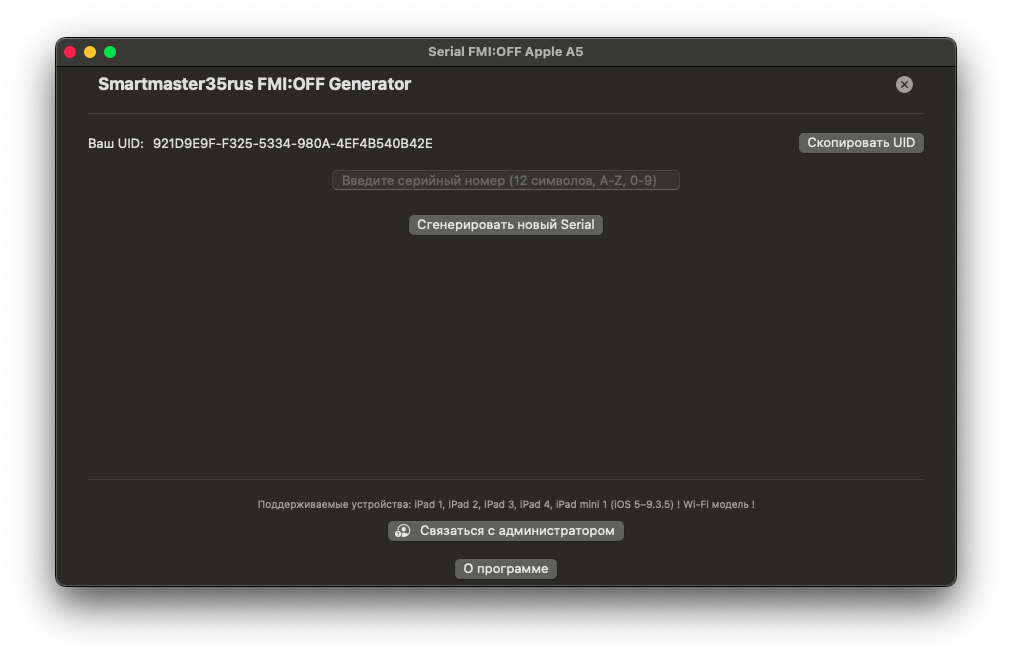 Serial FMI:OFF Apple A5
Smartmaster35rus FMI:OFF Generator
Ваш UID: 921D9E9F-F325-5334-980A-4EF4B540B42E
Скопировать UID
Введите серийный номер (12 символов, A-Z, 0-9)
Сгенерировать новый Serial
Поддерживаемые устройства: iPad 1, iPad 2, iPad 3, iPad 4, iPad mini 1 (iOS 5–9.3.5) ! Wi-Fi модель !
Связаться с администратором
О программе